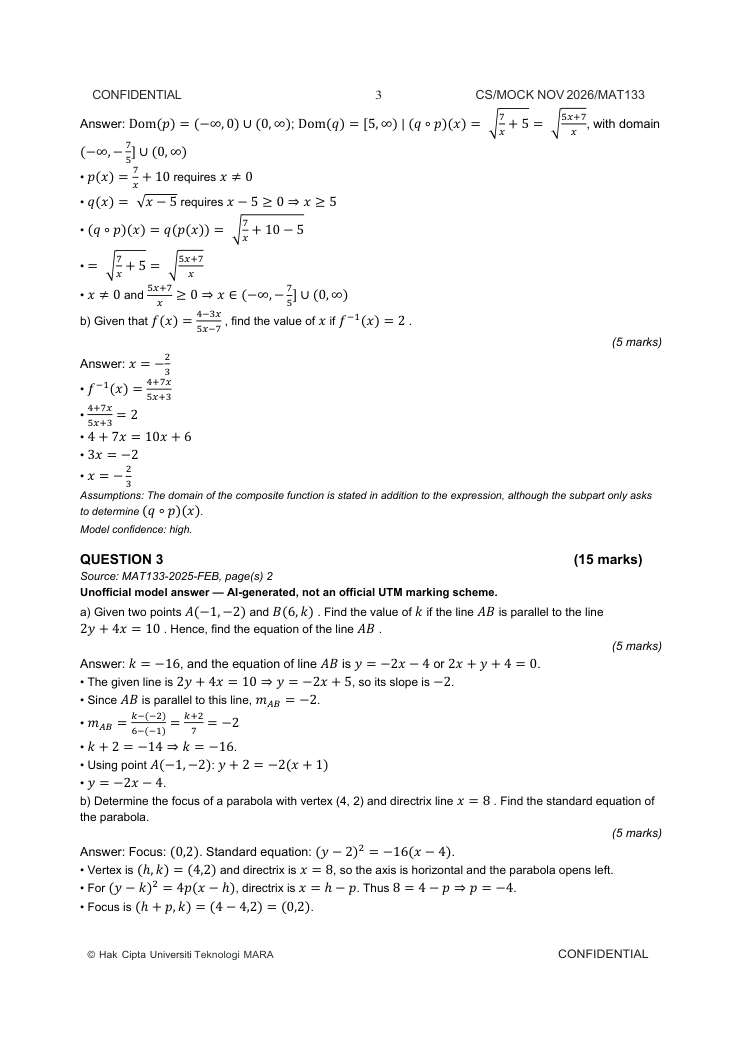 CONFIDENTIAL 3 CS/MOCK NOV 2026/MAT133
Answer: Dom(p) = (−∞, 0) ∪ (0, ∞); Dom(q) = [5, ∞) | (q ∘ p)(x) = √(7/x + 5) = √((5x+7)/x), with domain
(−∞, −7/5] ∪ (0, ∞)
• p(x) = 7/x + 10 requires x ≠ 0
• q(x) = √(x − 5) requires x − 5 ≥ 0 ⇒ x ≥ 5
• (q ∘ p)(x) = q(p(x)) = √(7/x + 10 − 5)
• = √(7/x + 5) = √((5x+7)/x)
• x ≠ 0 and (5x+7)/x ≥ 0 ⇒ x ∈ (−∞, −7/5] ∪ (0, ∞)
b) Given that f(x) = (4−3x)/(5x−7) , find the value of x if f⁻¹(x) = 2 .
(5 marks)
Answer: x = −2/3
• f⁻¹(x) = (4+7x)/(5x+3)
• (4+7x)/(5x+3) = 2
• 4 + 7x = 10x + 6
• 3x = −2
• x = −2/3
Assumptions: The domain of the composite function is stated in addition to the expression, although the subpart only asks
to determine (q ∘ p)(x).
Model confidence: high.
QUESTION 3 (15 marks)
Source: MAT133-2025-FEB, page(s) 2
Unofficial model answer — AI-generated, not an official UTM marking scheme.
a) Given two points A(−1, −2) and B(6, k) . Find the value of k if the line AB is parallel to the line
2y + 4x = 10 . Hence, find the equation of the line AB .
(5 marks)
Answer: k = −16, and the equation of line AB is y = −2x − 4 or 2x + y + 4 = 0.
• The given line is 2y + 4x = 10 ⇒ y = −2x + 5, so its slope is −2.
• Since AB is parallel to this line, m_AB = −2.
• m_AB = (k−(−2))/(6−(−1)) = (k+2)/7 = −2
• k + 2 = −14 ⇒ k = −16.
• Using point A(−1, −2): y + 2 = −2(x + 1)
• y = −2x − 4.
b) Determine the focus of a parabola with vertex (4, 2) and directrix line x = 8 . Find the standard equation of
the parabola.
(5 marks)
Answer: Focus: (0,2). Standard equation: (y − 2)² = −16(x − 4).
• Vertex is (h, k) = (4,2) and directrix is x = 8, so the axis is horizontal and the parabola opens left.
• For (y − k)² = 4p(x − h), directrix is x = h − p. Thus 8 = 4 − p ⇒ p = −4.
• Focus is (h + p, k) = (4 − 4,2) = (0,2).
© Hak Cipta Universiti Teknologi MARA CONFIDENTIAL